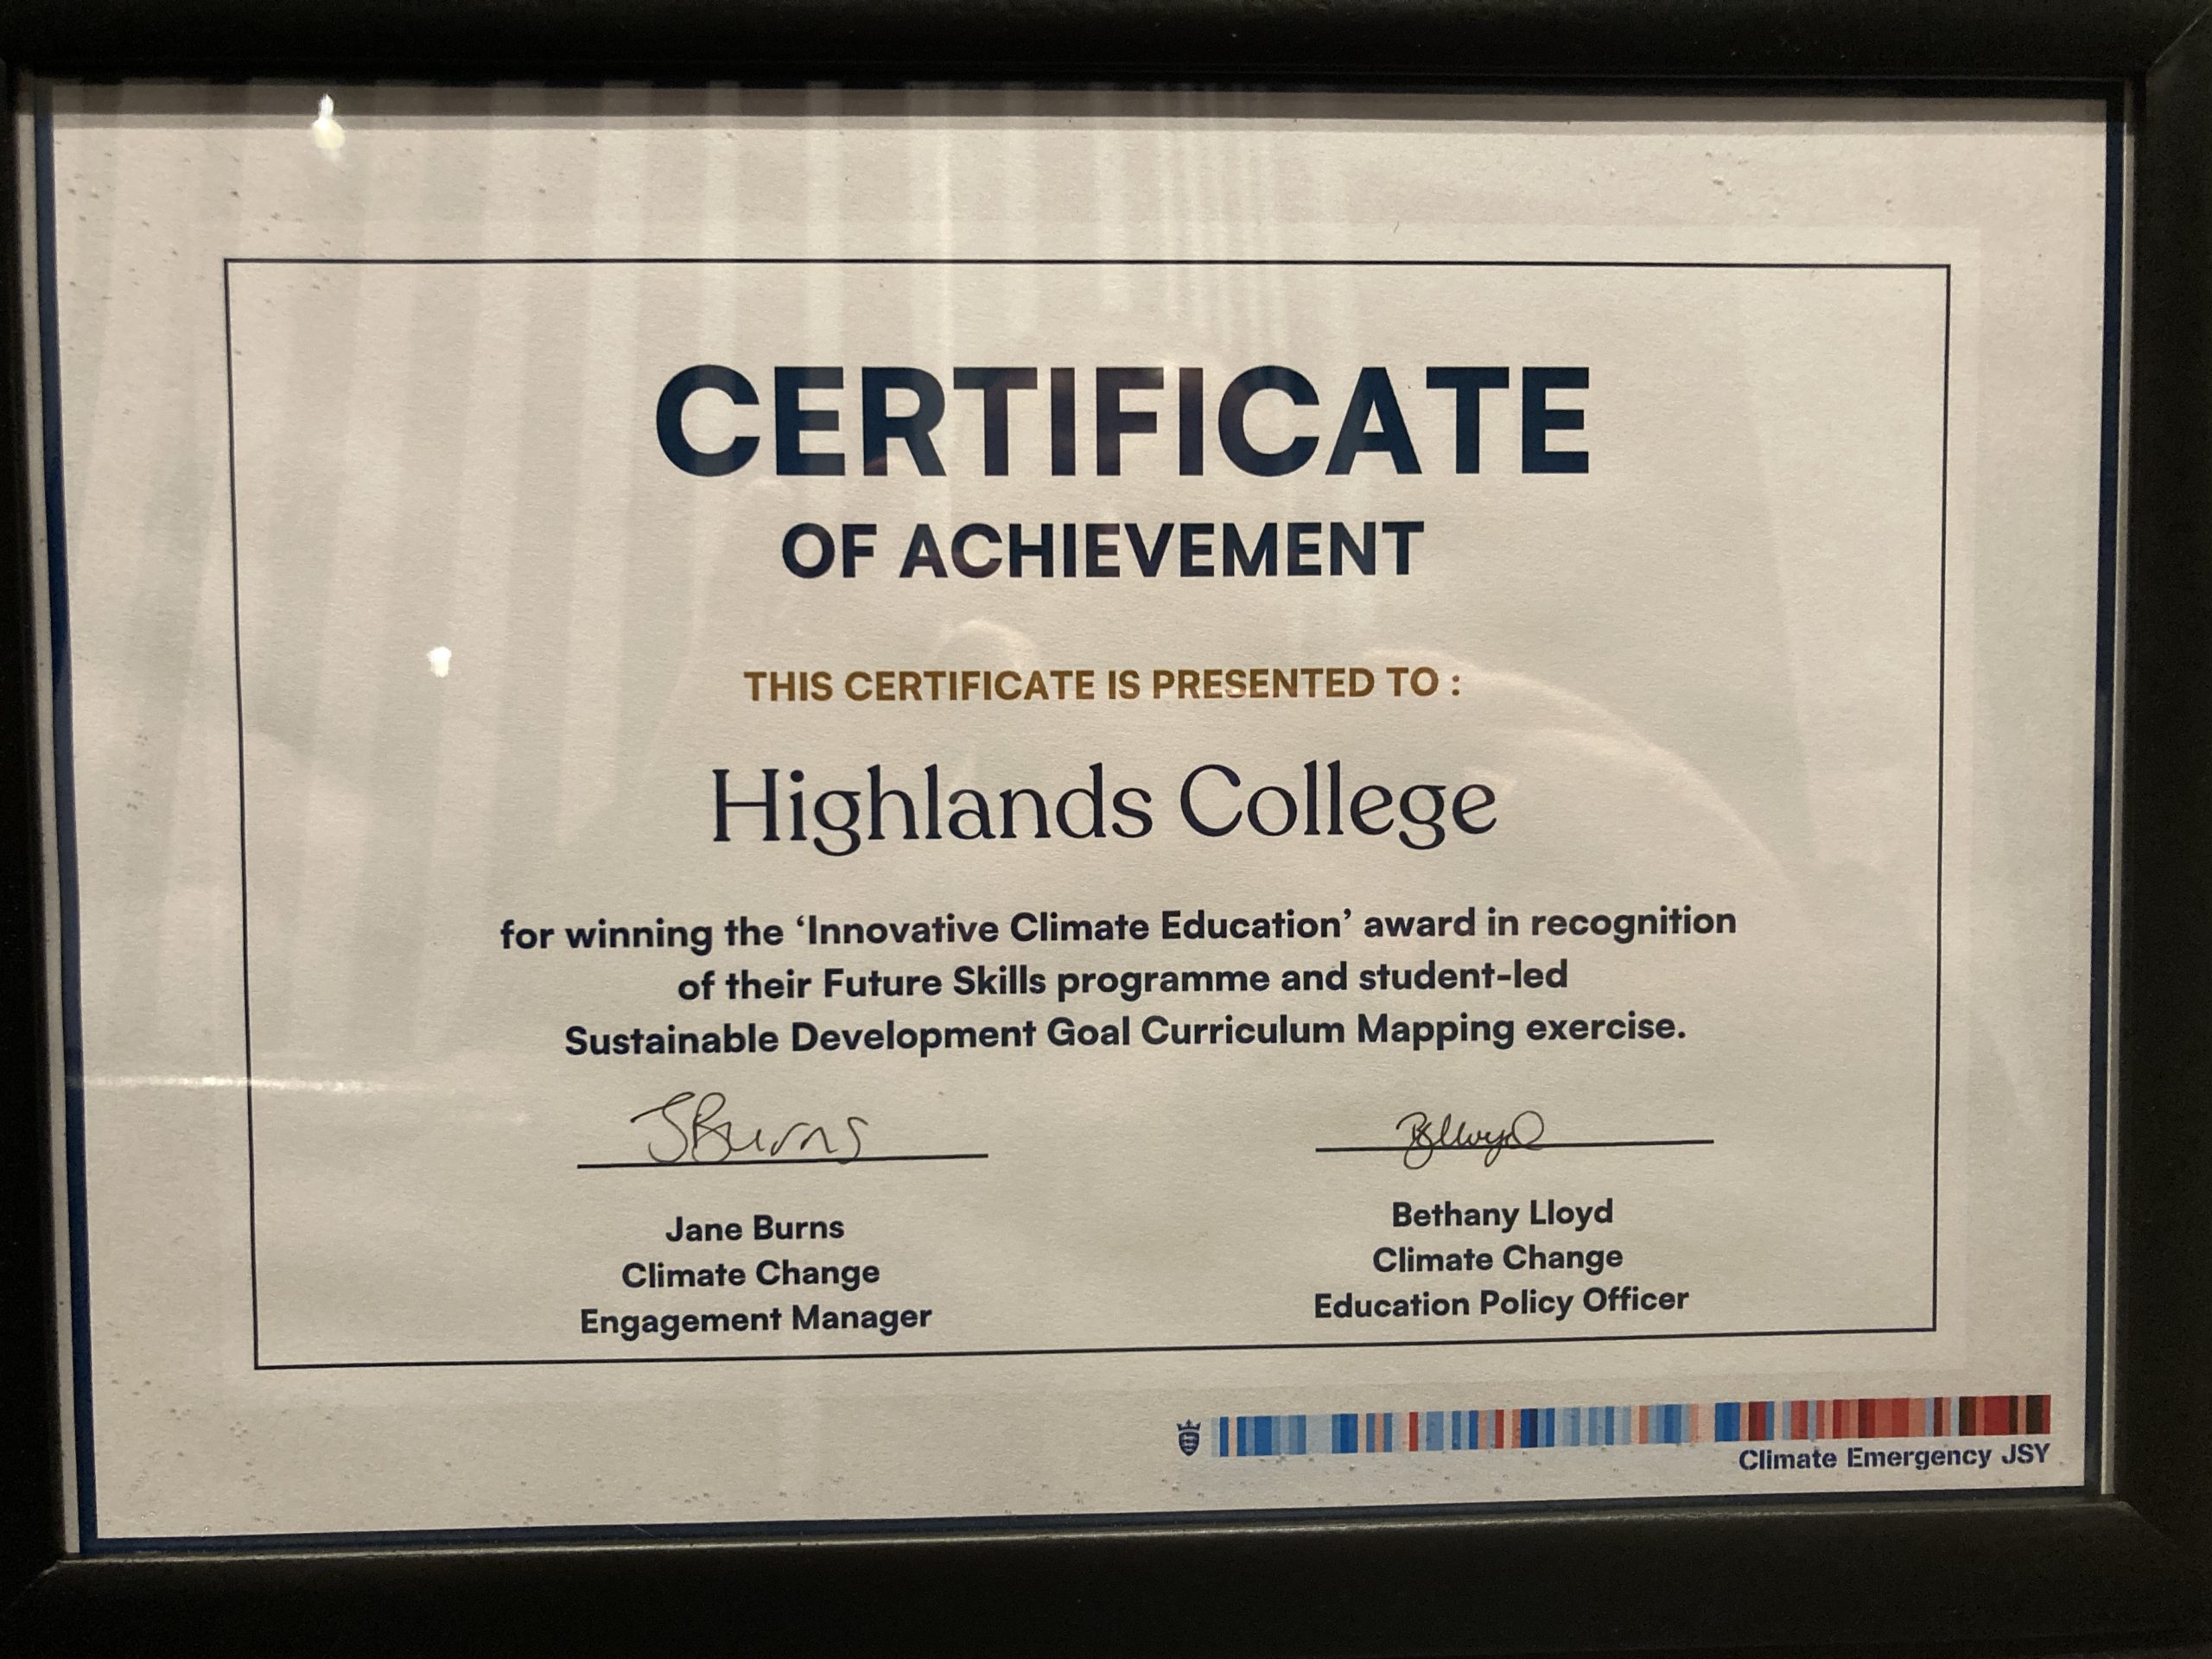 CERTIFICATE
OF ACHIEVEMENT
THIS CERTIFICATE IS PRESENTED TO :
Highlands College
for winning the ‘Innovative Climate Education’ award in recognition
of their Future Skills programme and student-led
Sustainable Development Goal Curriculum Mapping exercise.
JBurns
BLloyd
Jane Burns
Climate Change
Engagement Manager
Bethany Lloyd
Climate Change
Education Policy Officer
Climate Emergency JSY